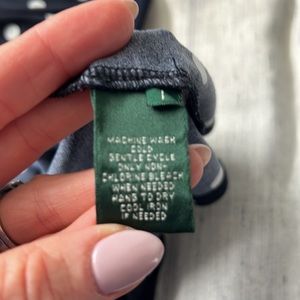 MACHINE WASH
COLD
GENTLE CYCLE
ONLY NON-
CHLORINE BLEACH
WHEN NEEDED
HANG TO DRY
COOL IRON
IF NEEDED